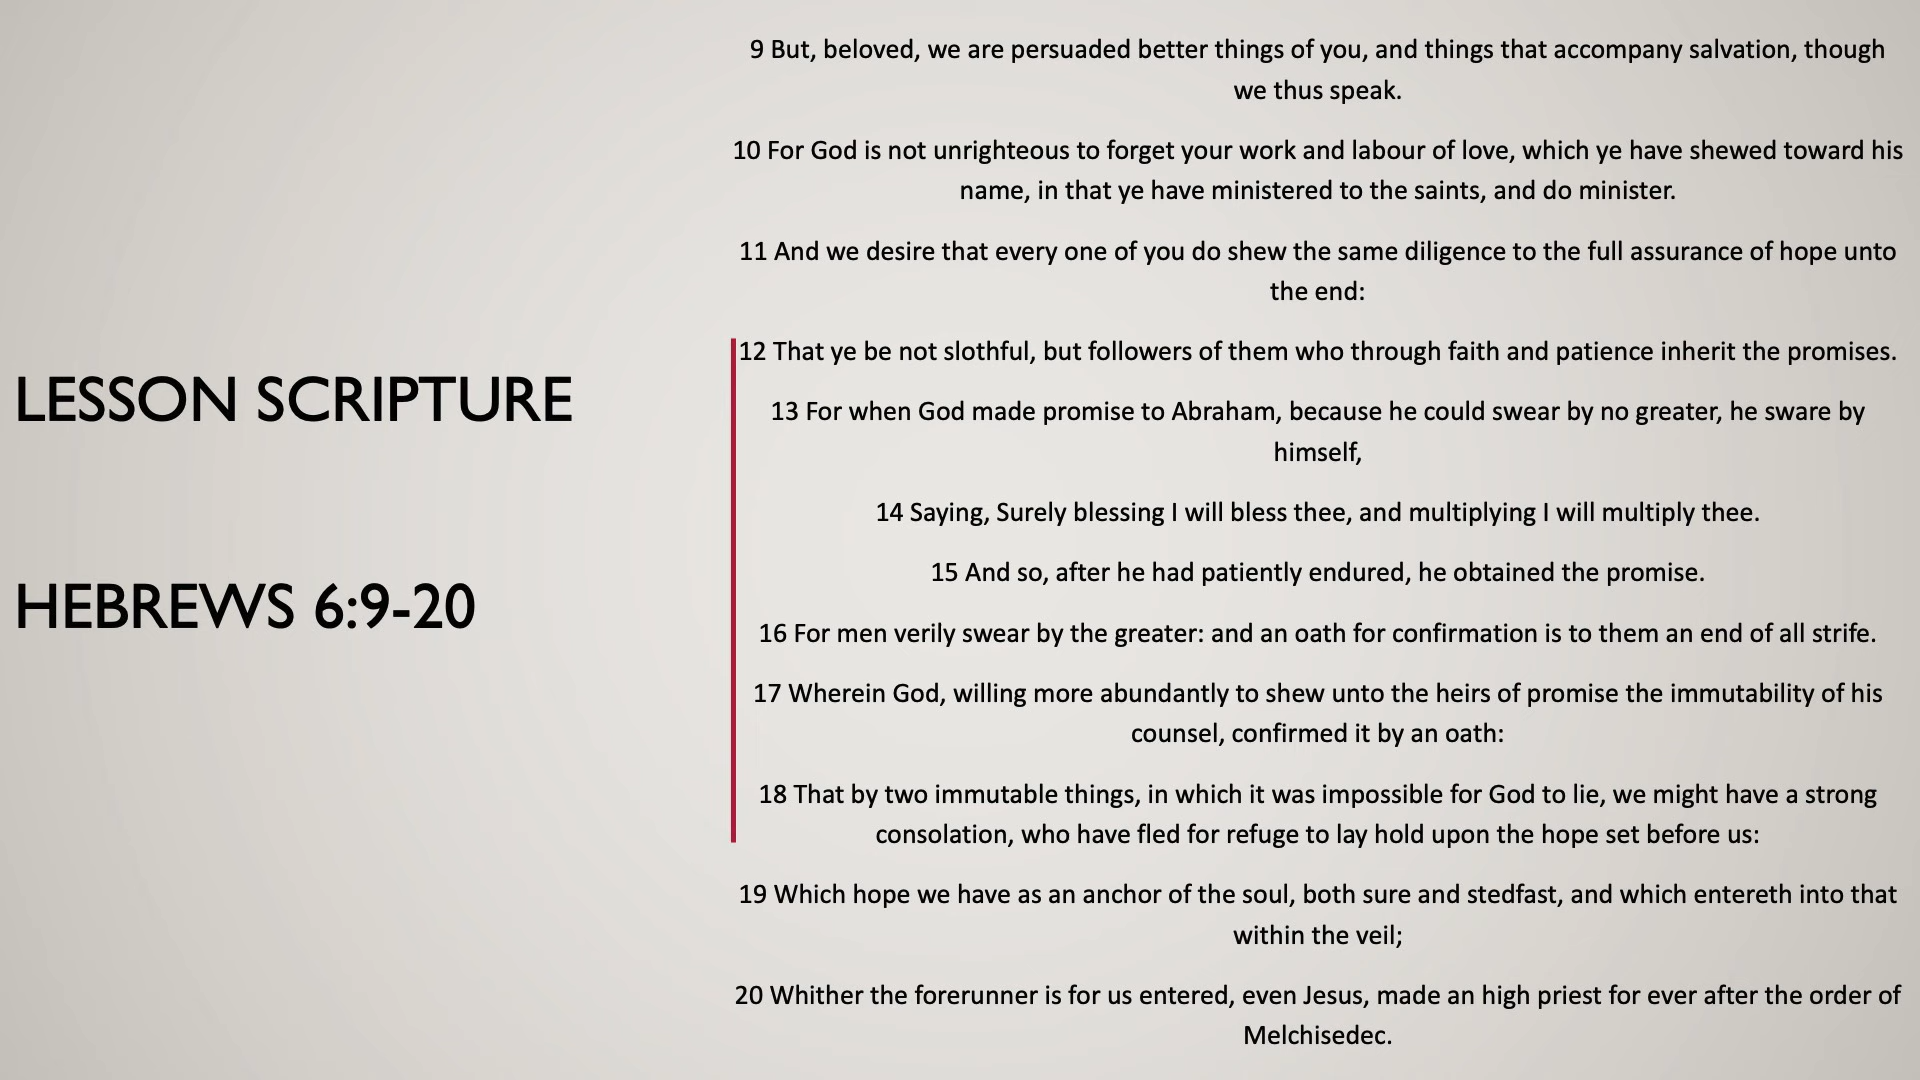 LESSON SCRIPTURE
HEBREWS 6:9-20
9 But, beloved, we are persuaded better things of you, and things that accompany salvation, though
we thus speak.
10 For God is not unrighteous to forget your work and labour of love, which ye have shewed toward his
name, in that ye have ministered to the saints, and do minister.
11 And we desire that every one of you do shew the same diligence to the full assurance of hope unto
the end:
12 That ye be not slothful, but followers of them who through faith and patience inherit the promises.
13 For when God made promise to Abraham, because he could swear by no greater, he sware by
himself,
14 Saying, Surely blessing I will bless thee, and multiplying I will multiply thee.
15 And so, after he had patiently endured, he obtained the promise.
16 For men verily swear by the greater: and an oath for confirmation is to them an end of all strife.
17 Wherein God, willing more abundantly to shew unto the heirs of promise the immutability of his
counsel, confirmed it by an oath:
18 That by two immutable things, in which it was impossible for God to lie, we might have a strong
consolation, who have fled for refuge to lay hold upon the hope set before us:
19 Which hope we have as an anchor of the soul, both sure and stedfast, and which entereth into that
within the veil;
20 Whither the forerunner is for us entered, even Jesus, made an high priest for ever after the order of
Melchisedec.